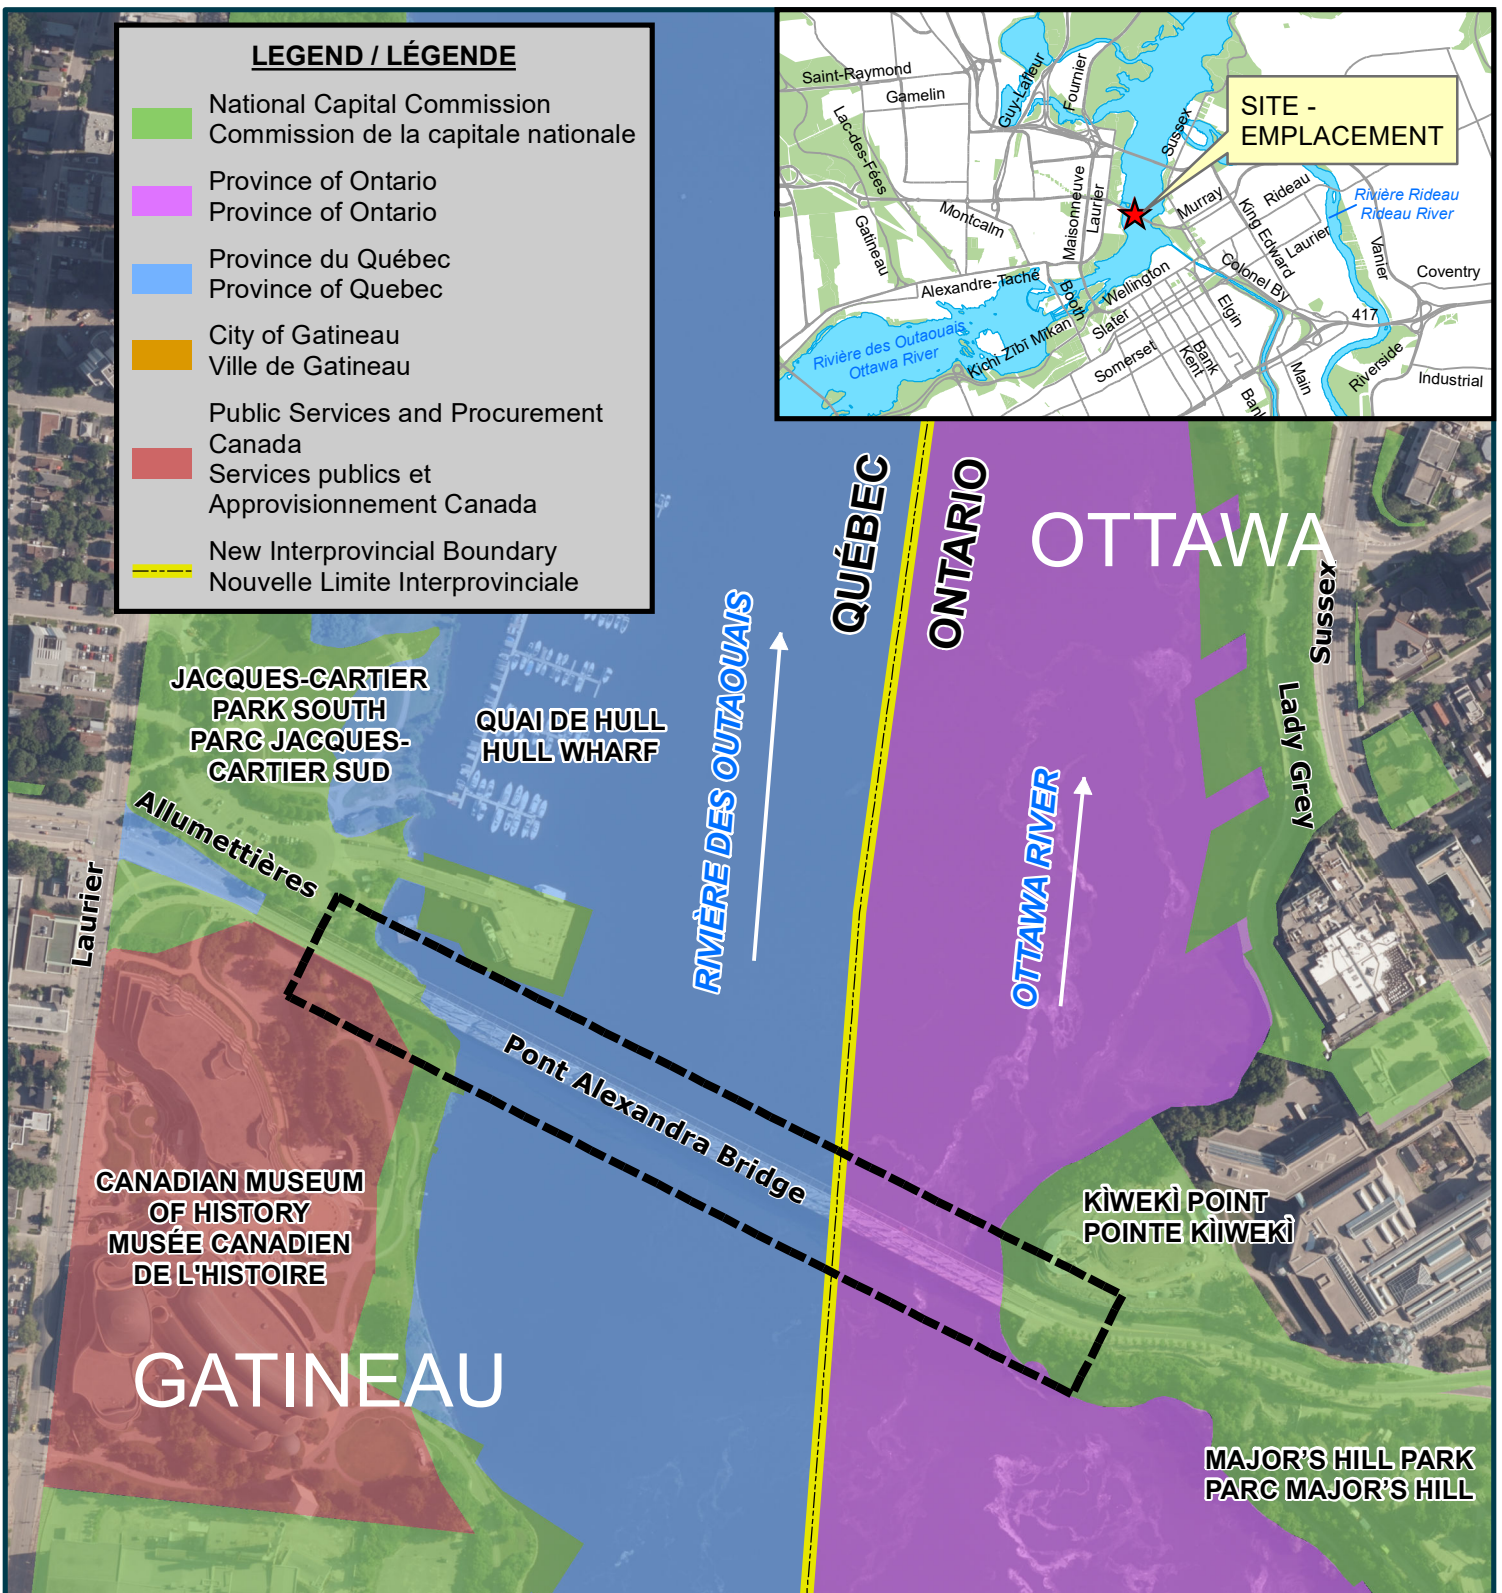 LEGEND / LÉGENDE
National Capital Commission
Commission de la capitale nationale
Province of Ontario
Province of Ontario
Province du Québec
Province of Quebec
City of Gatineau
Ville de Gatineau
Public Services and Procurement
Canada
Services publics et
Approvisionnement Canada
New Interprovincial Boundary
Nouvelle Limite Interprovinciale
Saint-Raymond
Gamelin
Guy-Lafleur
Fournier
Lac-des-Fées
Sussex
SITE -
EMPLACEMENT
Maisonneuve
Laurier
Murray
Rideau
Rivière Rideau
Rideau River
Montcalm
Gatineau
King Edward
Laurier
Vanier
Colonel By
Coventry
Alexandre-Taché
Booth
Wellington
Elgin
417
Rivière des Outaouais
Ottawa River
Kichi Zībī Mīkan
Slater
Somerset
Bank
Kent
Main
Riverside
Industrial
Bank
QUÉBEC
ONTARIO
OTTAWA
Sussex
Lady Grey
JACQUES-CARTIER
PARK SOUTH
PARC JACQUES-
CARTIER SUD
QUAI DE HULL
HULL WHARF
RIVIÈRE DES OUTAOUAIS
OTTAWA RIVER
Allumettières
Laurier
Pont Alexandra Bridge
CANADIAN MUSEUM
OF HISTORY
MUSÉE CANADIEN
DE L'HISTOIRE
KÌWEKÌ POINT
POINTE KÌIWEKÌ
GATINEAU
MAJOR'S HILL PARK
PARC MAJOR'S HILL